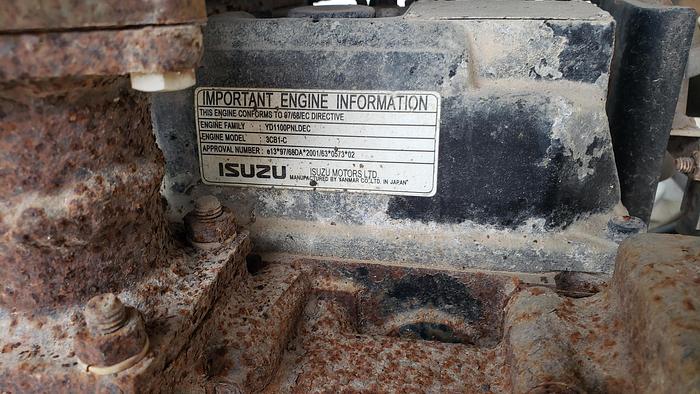 IMPORTANT ENGINE INFORMATION
THIS ENGINE CONFORMS TO 97/68/EC DIRECTIVE
ENGINE FAMILY : YD1100PNLDEC
ENGINE MODEL : 3CB1-C
APPROVAL NUMBER : e13*97/68DA*2001/63*0573*02
ISUZU ISUZU MOTORS LTD.
MANUFACTURED BY YANMAR CO.,LTD. IN JAPAN